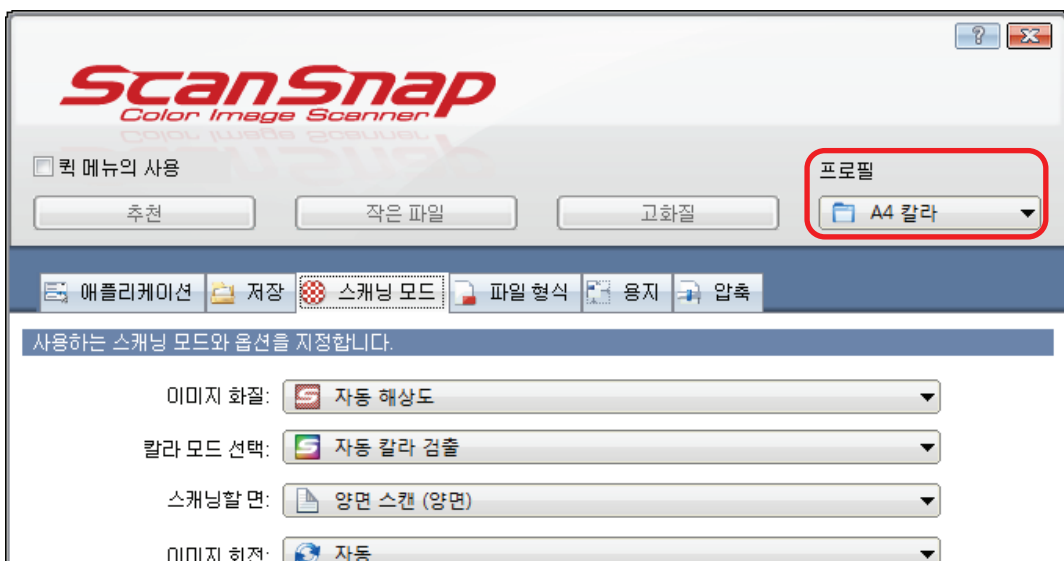 ScanSnap
Color Image Scanner
퀵 메뉴의 사용
프로필
추천 작은 파일 고화질 A4 칼라
애플리케이션 저장 스캐닝 모드 파일 형식 용지 압축
사용하는 스캐닝 모드와 옵션을 지정합니다.
이미지 화질: 자동 해상도
칼라 모드 선택: 자동 칼라 검출
스캐닝할 면: 양면 스캔 (양면)
이미지 회전: 자동